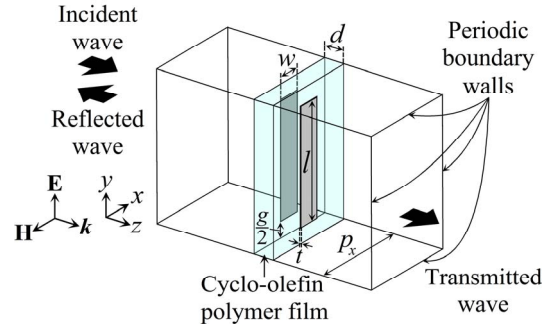 Incident
wave
Reflected
wave
d
w
Periodic
boundary
walls
l
E
H
k
y
x
z
g/2
t
p_x
Cyclo-olefin
polymer film
Transmitted
wave